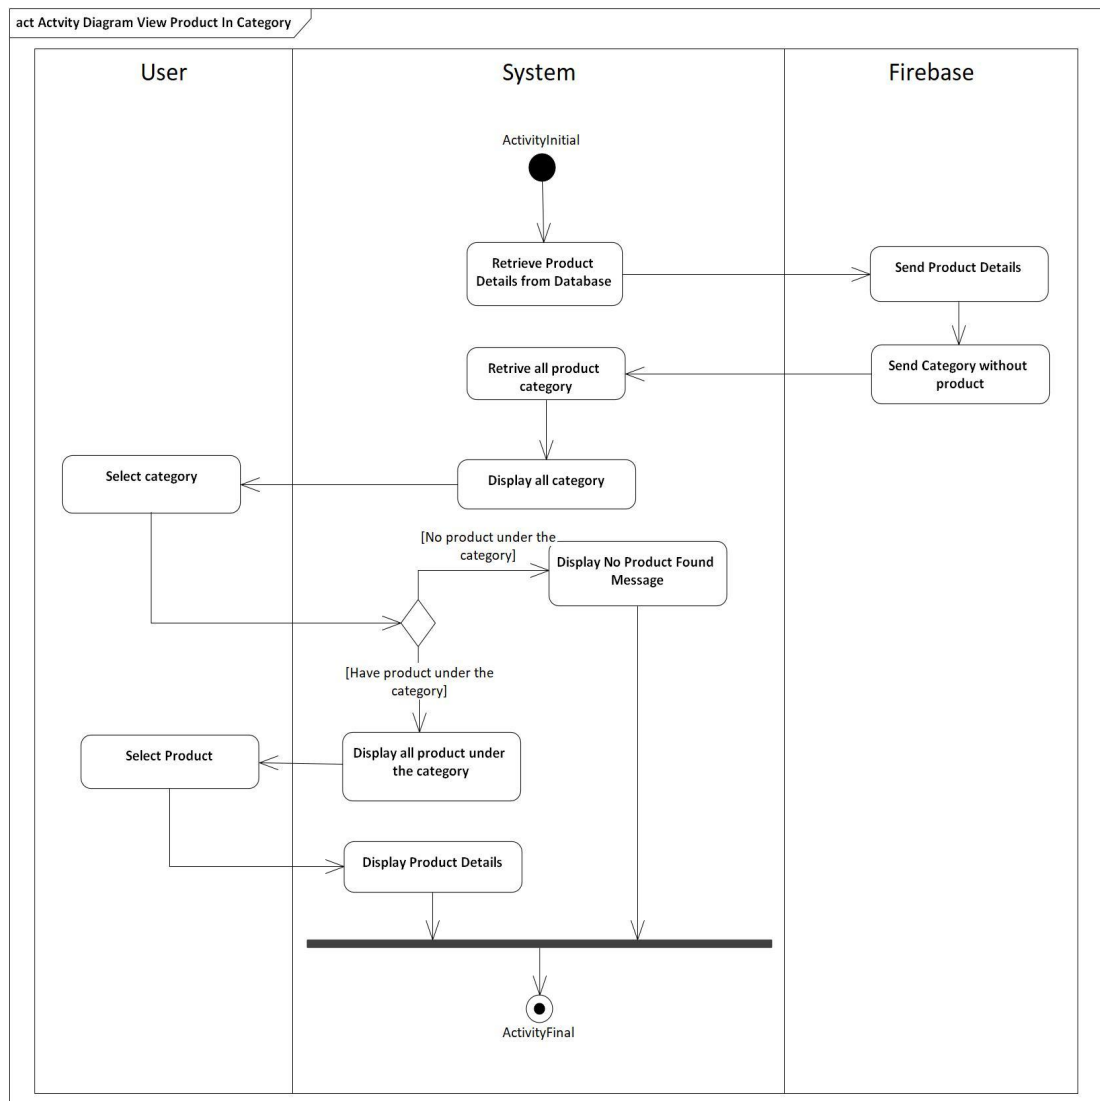 act Actvity Diagram View Product In Category
User
System
Firebase
ActivityInitial
Retrieve Product
Details from Database
Send Product Details
Retrive all product
category
Send Category without
product
Select category
Display all category
[No product under the
category]
Display No Product Found
Message
[Have product under the
category]
Select Product
Display all product under
the category
Display Product Details
ActivityFinal